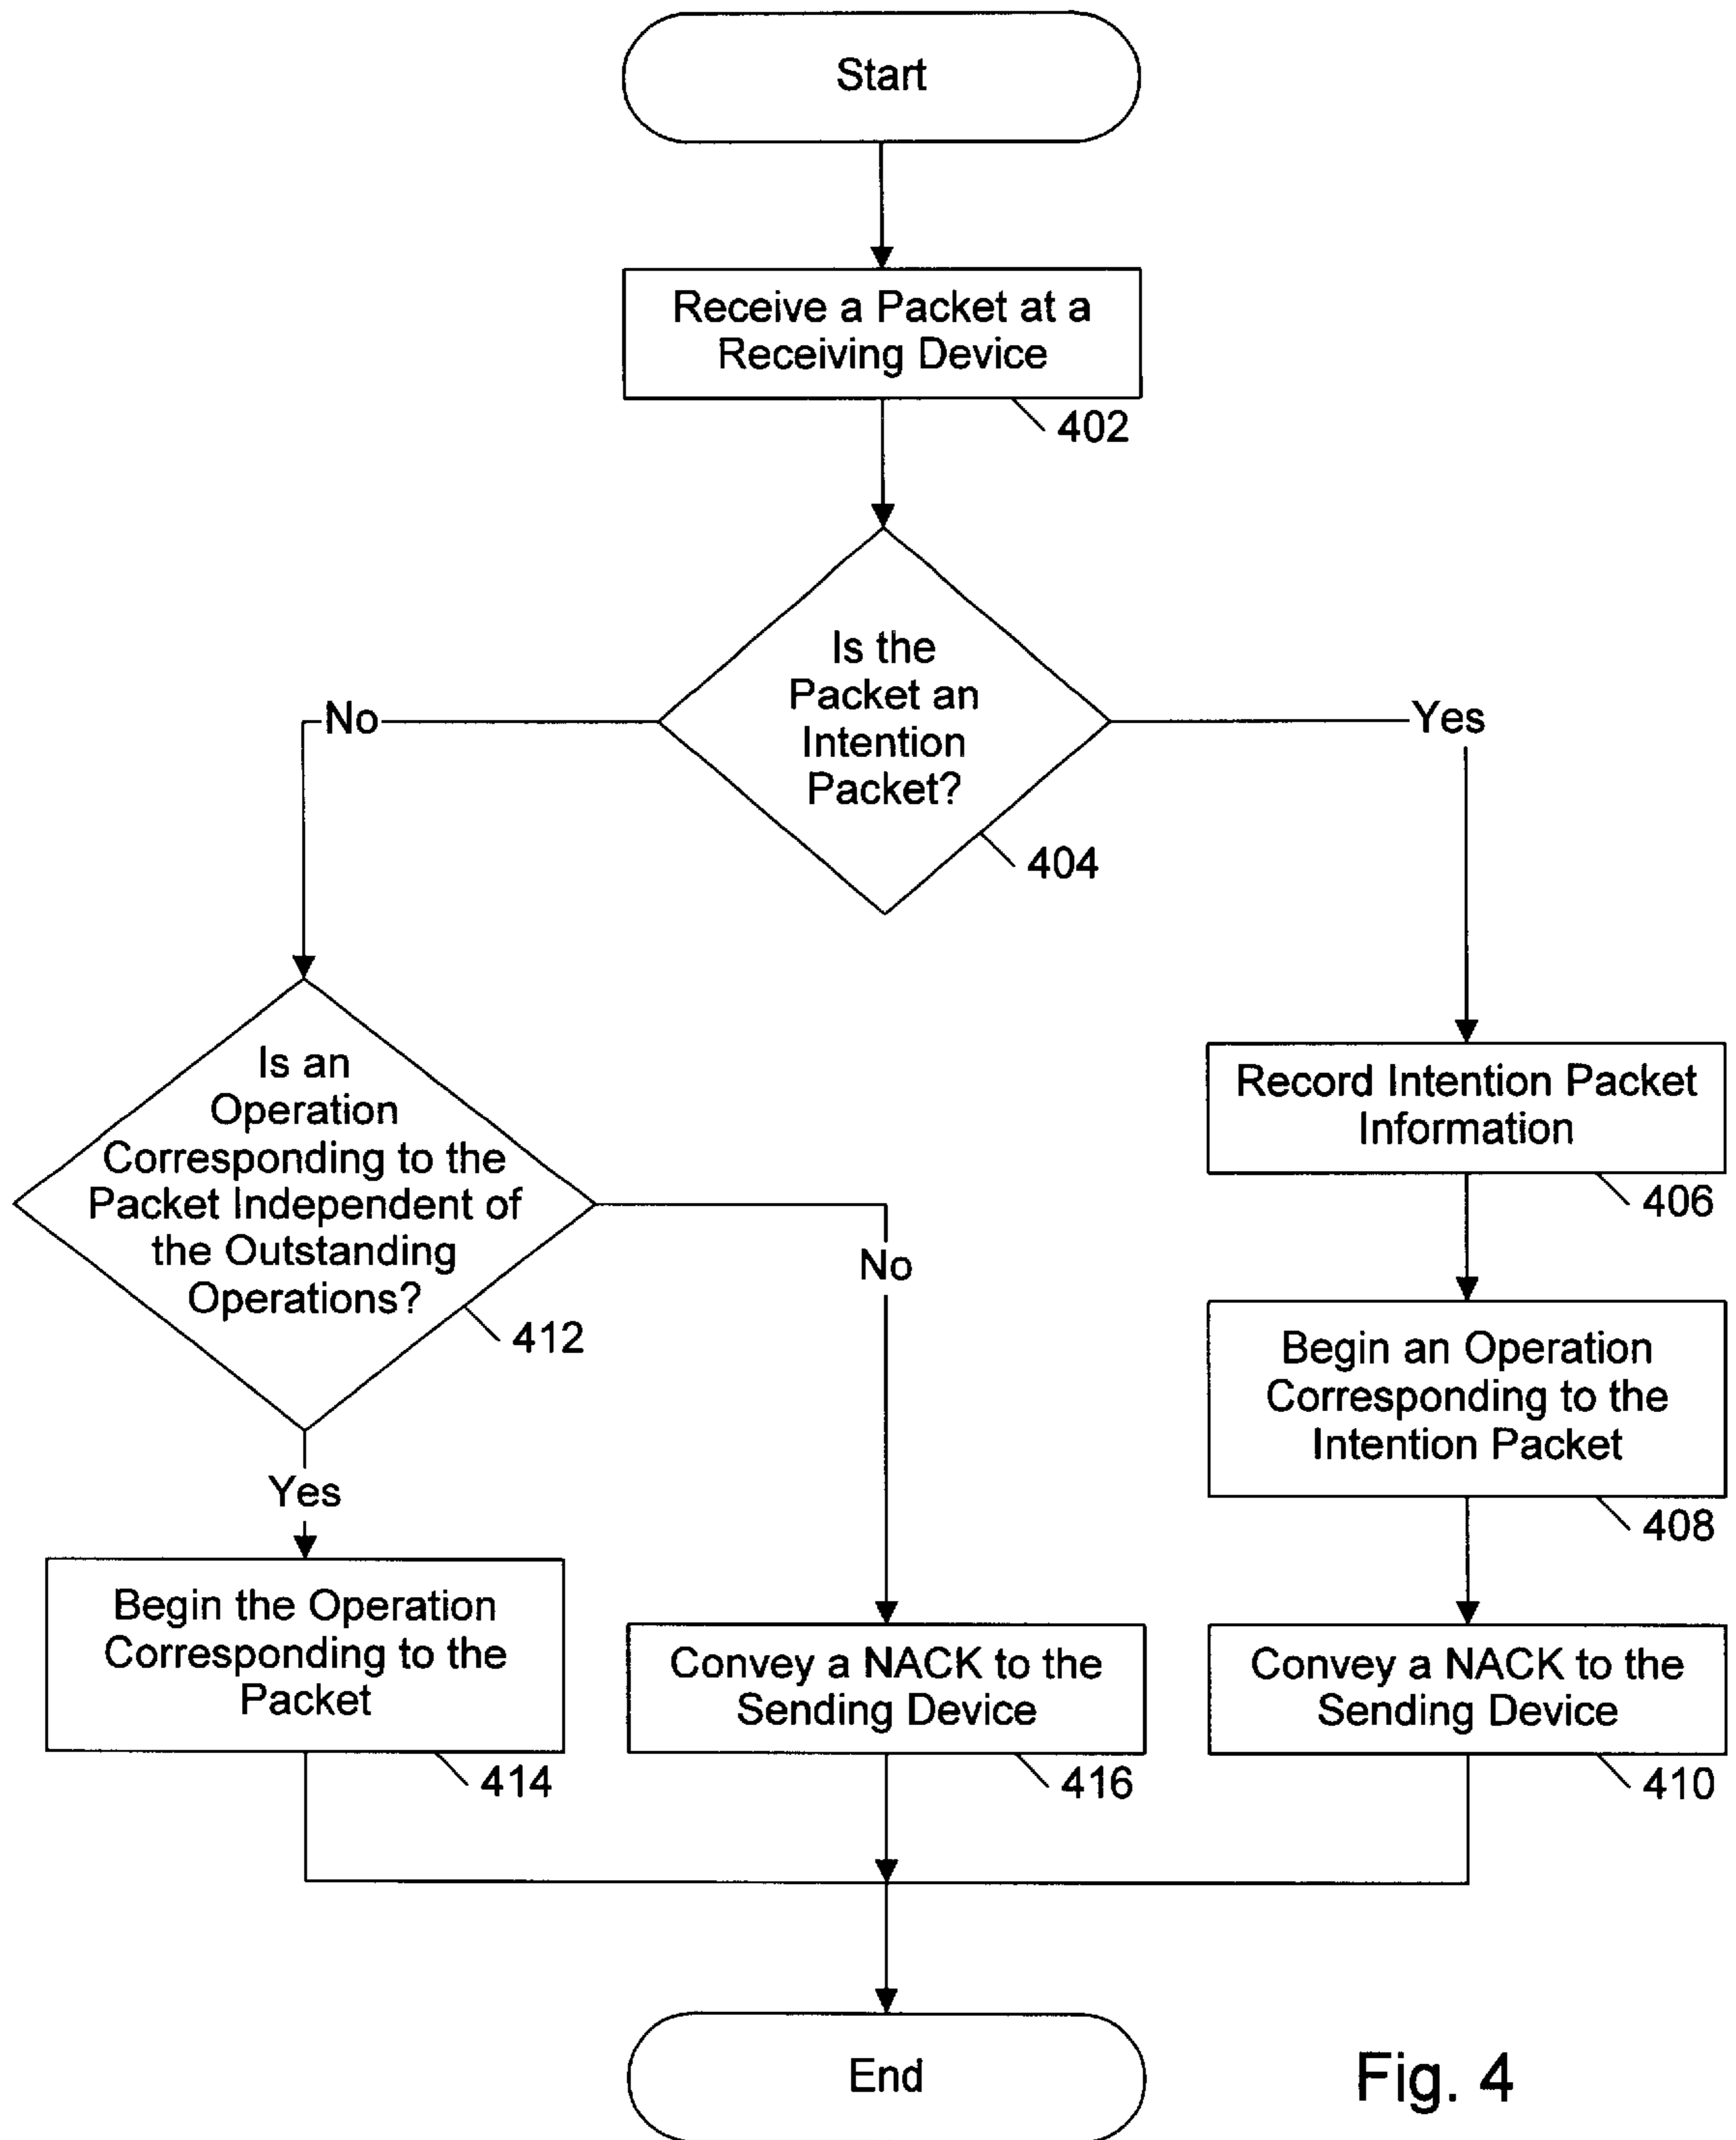 Start
Receive a Packet at a
Receiving Device
402
Is the
Packet an
Intention
Packet?
404
No
Yes
Is an
Operation
Corresponding to the
Packet Independent of
the Outstanding
Operations?
412
No
Yes
Record Intention Packet
Information
406
Begin an Operation
Corresponding to the
Intention Packet
408
Begin the Operation
Corresponding to the
Packet
414
Convey a NACK to the
Sending Device
416
Convey a NACK to the
Sending Device
410
End
Fig. 4